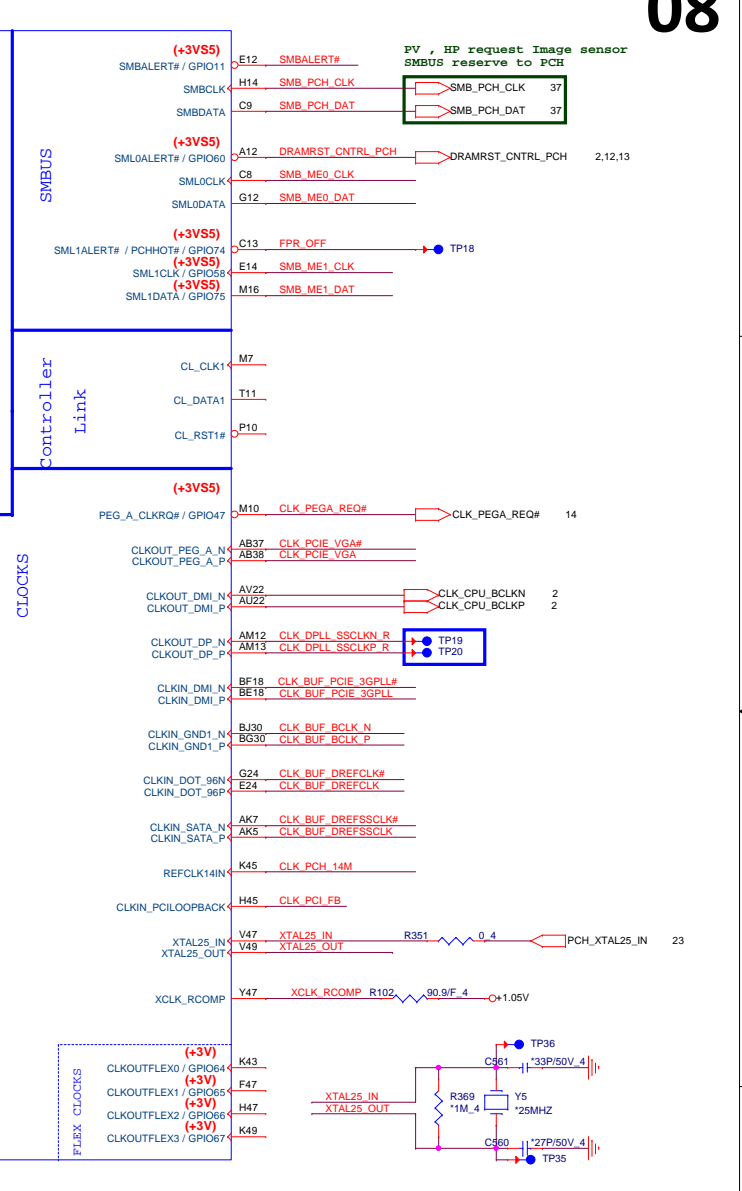 08
(+3VS5)
SMBALERT# / GPIO11 E12 SMBALERT#
PV , HP request Image sensor
SMBUS reserve to PCH
SMBCLK H14 SMB_PCH_CLK SMB_PCH_CLK 37
SMBDATA C9 SMB_PCH_DAT SMB_PCH_DAT 37
SMBUS
(+3VS5)
SML0ALERT# / GPIO60 A12 DRAMRST_CNTRL_PCH DRAMRST_CNTRL_PCH 2,12,13
SML0CLK C8 SMB_ME0_CLK
SML0DATA G12 SMB_ME0_DAT
(+3VS5)
SML1ALERT# / PCHHOT# / GPIO74 C13 FPR_OFF TP18
(+3VS5)
SML1CLK / GPIO58 E14 SMB_ME1_CLK
(+3VS5)
SML1DATA / GPIO75 M16 SMB_ME1_DAT
Controller
Link
CL_CLK1 M7
CL_DATA1 T11
CL_RST1# P10
(+3VS5)
PEG_A_CLKRQ# / GPIO47 M10 CLK_PEGA_REQ# CLK_PEGA_REQ# 14
CLOCKS
CLKOUT_PEG_A_N AB37 CLK_PCIE_VGA#
CLKOUT_PEG_A_P AB38 CLK_PCIE_VGA
CLKOUT_DMI_N AV22 CLK_CPU_BCLKN 2
CLKOUT_DMI_P AU22 CLK_CPU_BCLKP 2
CLKOUT_DP_N AM12 CLK_DPLL_SSCLKN_R TP19
CLKOUT_DP_P AM13 CLK_DPLL_SSCLKP_R TP20
CLKIN_DMI_N BF18 CLK_BUF_PCIE_3GPLL#
CLKIN_DMI_P BE18 CLK_BUF_PCIE_3GPLL
CLKIN_GND1_N BJ30 CLK_BUF_BCLK_N
CLKIN_GND1_P BG30 CLK_BUF_BCLK_P
CLKIN_DOT_96N G24 CLK_BUF_DREFCLK#
CLKIN_DOT_96P E24 CLK_BUF_DREFCLK
CLKIN_SATA_N AK7 CLK_BUF_DREFSSCLK#
CLKIN_SATA_P AK5 CLK_BUF_DREFSSCLK
REFCLK14IN K45 CLK_PCH_14M
CLKIN_PCILOOPBACK H45 CLK_PCI_FB
XTAL25_IN V47 XTAL25_IN R351 0_4 PCH_XTAL25_IN 23
XTAL25_OUT V49 XTAL25_OUT
XCLK_RCOMP Y47 XCLK_RCOMP R102 90.9/F_4 +1.05V
FLEX CLOCKS
(+3V)
CLKOUTFLEX0 / GPIO64 K43
(+3V)
CLKOUTFLEX1 / GPIO65 F47
(+3V)
CLKOUTFLEX2 / GPIO66 H47
(+3V)
CLKOUTFLEX3 / GPIO67 K49
TP36
C561 *33P/50V_4
XTAL25_IN R369 Y5
XTAL25_OUT *1M_4 *25MHZ
C560 *27P/50V_4
TP35